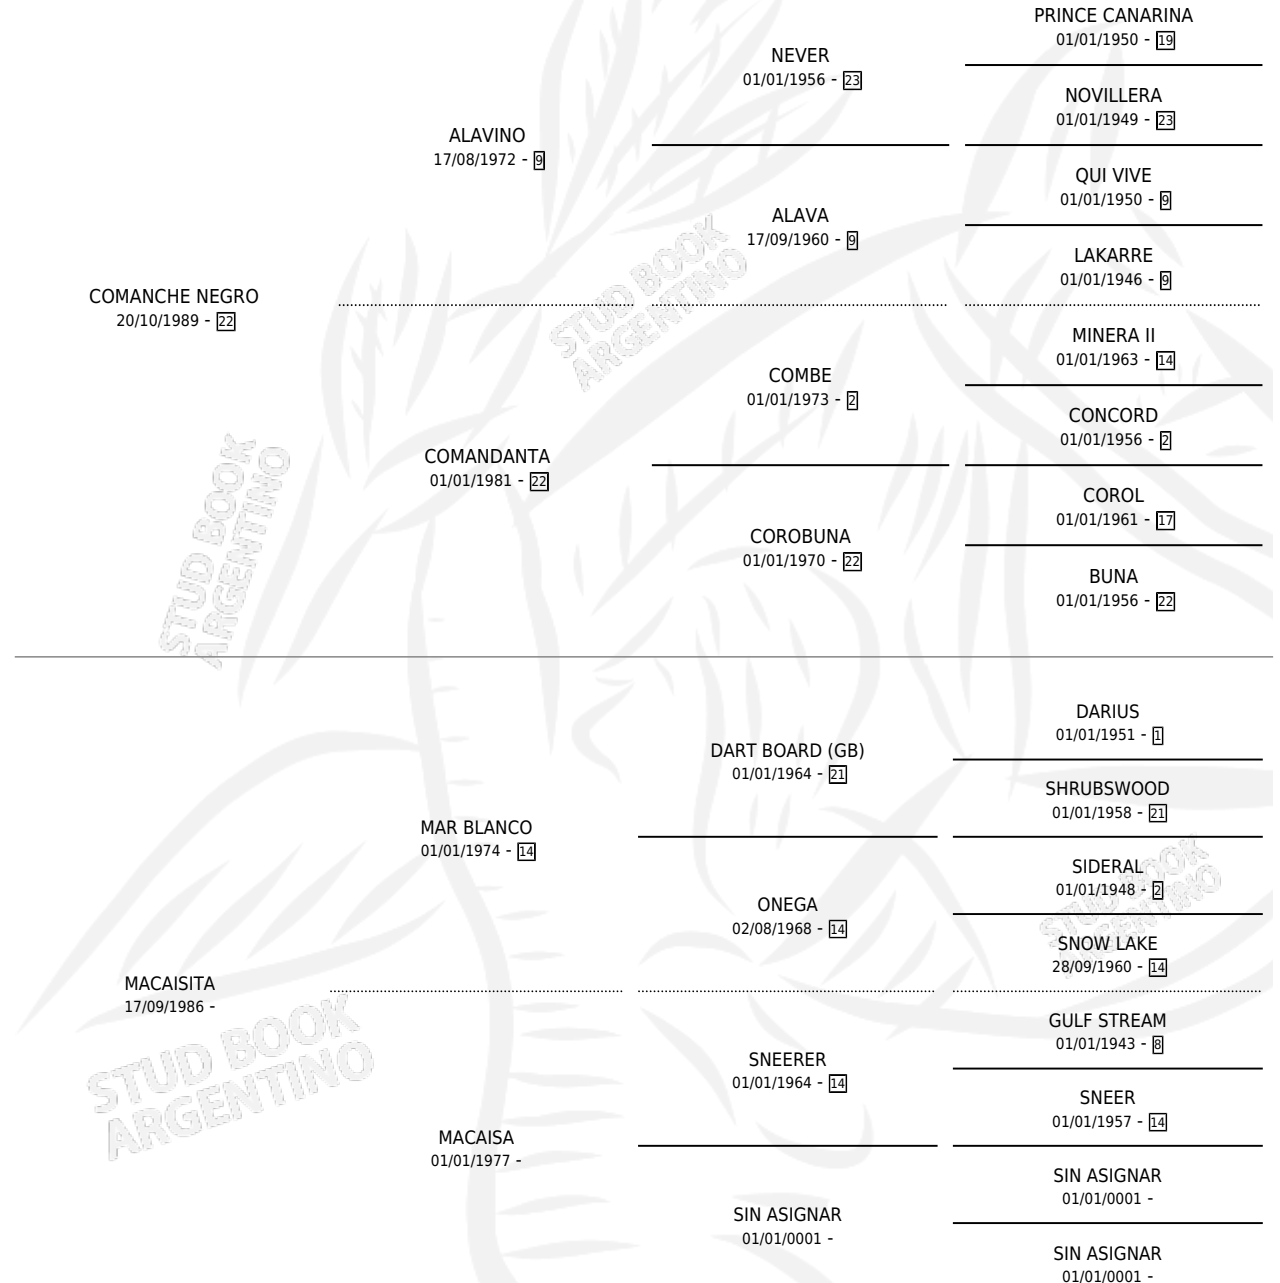 PRINCE CANARINA
01/01/1950 - 19
NEVER
01/01/1956 - 23
NOVILLERA
01/01/1949 - 23
ALAVINO
17/08/1972 - 9
QUI VIVE
01/01/1950 - 9
ALAVA
17/09/1960 - 9
LAKARRE
01/01/1946 - 9
COMANCHE NEGRO
20/10/1989 - 22
MINERA II
01/01/1963 - 14
COMBE
01/01/1973 - 2
CONCORD
01/01/1956 - 2
COMANDANTA
01/01/1981 - 22
COROL
01/01/1961 - 17
COROBUNA
01/01/1970 - 22
BUNA
01/01/1956 - 22
STUD BOOK
ARGENTINO
STUD BOOK
ARGENTINO
DARIUS
01/01/1951 - 1
DART BOARD (GB)
01/01/1964 - 21
SHRUBSWOOD
01/01/1958 - 21
MAR BLANCO
01/01/1974 - 14
SIDERAL
01/01/1948 - 2
ONEGA
02/08/1968 - 14
SNOW LAKE
28/09/1960 - 14
MACAISITA
17/09/1986 -
GULF STREAM
01/01/1943 - 8
SNEERER
01/01/1964 - 14
SNEER
01/01/1957 - 14
MACAISA
01/01/1977 -
SIN ASIGNAR
01/01/0001 -
SIN ASIGNAR
01/01/0001 -
SIN ASIGNAR
01/01/0001 -
STUD BOOK
ARGENTINO
STUD BOOK
ARGENTINO